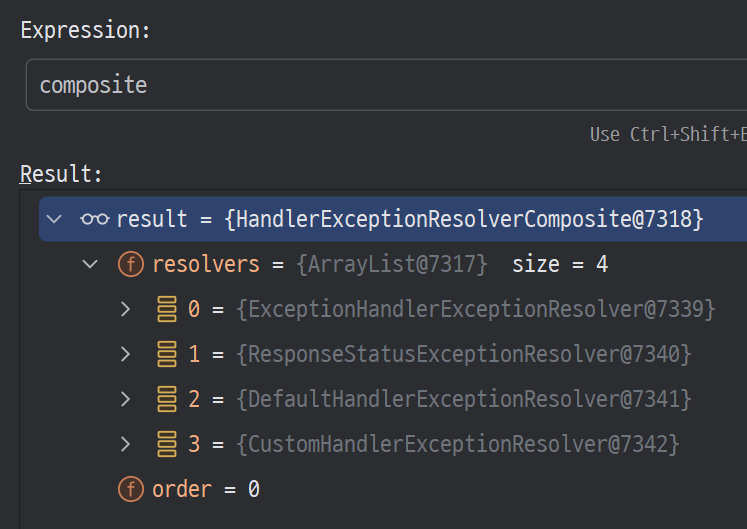 Expression:
composite
Use Ctrl+Shift+E
Result:
result = {HandlerExceptionResolverComposite@7318}
f resolvers = {ArrayList@7317} size = 4
0 = {ExceptionHandlerExceptionResolver@7339}
1 = {ResponseStatusExceptionResolver@7340}
2 = {DefaultHandlerExceptionResolver@7341}
3 = {CustomHandlerExceptionResolver@7342}
f order = 0